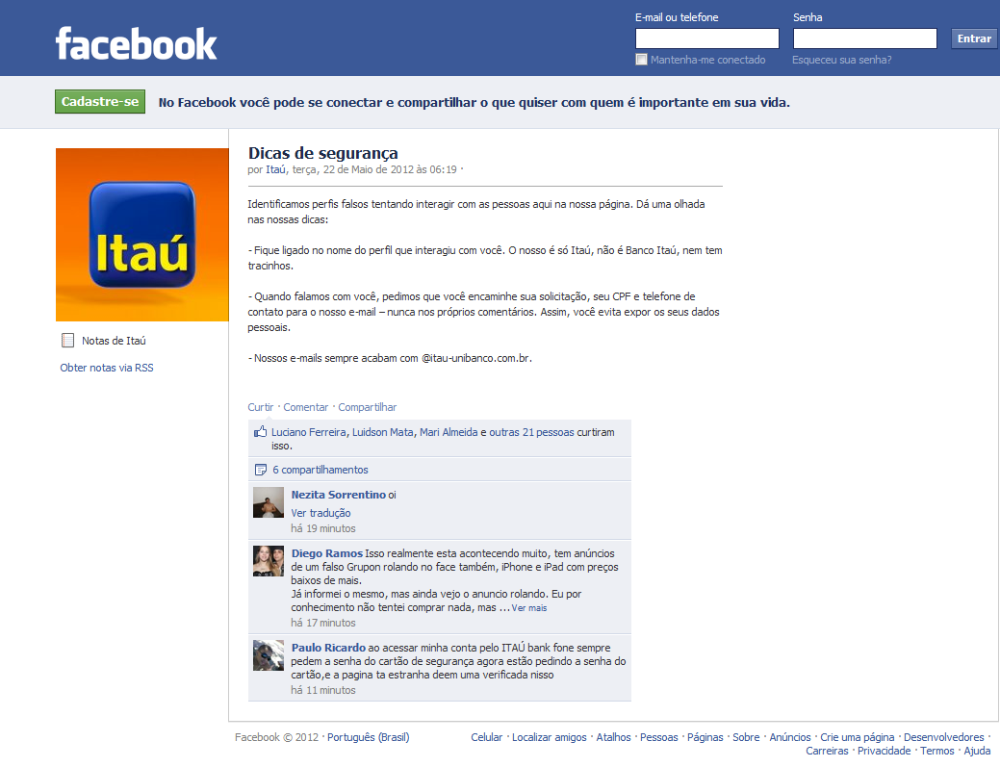 facebook
E-mail ou telefone
Senha
Entrar
Mantenha-me conectado
Esqueceu sua senha?
Cadastre-se
No Facebook você pode se conectar e compartilhar o que quiser com quem é importante em sua vida.
Itaú
Notas de Itaú
Obter notas via RSS
Dicas de segurança
por Itaú, terça, 22 de Maio de 2012 às 06:19 ·
Identificamos perfis falsos tentando interagir com as pessoas aqui na nossa página. Dá uma olhada
nas nossas dicas:
- Fique ligado no nome do perfil que interagiu com você. O nosso é só Itaú, não é Banco Itaú, nem tem
tracinhos.
- Quando falamos com você, pedimos que você encaminhe sua solicitação, seu CPF e telefone de
contato para o nosso e-mail – nunca nos próprios comentários. Assim, você evita expor os seus dados
pessoais.
- Nossos e-mails sempre acabam com @itau-unibanco.com.br.
Curtir · Comentar · Compartilhar
Luciano Ferreira, Luidson Mata, Mari Almeida e outras 21 pessoas curtiram
isso.
6 compartilhamentos
Nezita Sorrentino oi
Ver tradução
há 19 minutos
Diego Ramos Isso realmente esta acontecendo muito, tem anúncios
de um falso Grupon rolando no face também, iPhone e iPad com preços
baixos de mais.
Já informei o mesmo, mas ainda vejo o anuncio rolando. Eu por
conhecimento não tentei comprar nada, mas ... Ver mais
há 17 minutos
Paulo Ricardo ao acessar minha conta pelo ITAÚ bank fone sempre
pedem a senha do cartão de segurança agora estão pedindo a senha do
cartão,e a pagina ta estranha deem uma verificada nisso
há 11 minutos
Facebook © 2012 · Português (Brasil)
Celular · Localizar amigos · Atalhos · Pessoas · Páginas · Sobre · Anúncios · Crie uma página · Desenvolvedores ·
Carreiras · Privacidade · Termos · Ajuda